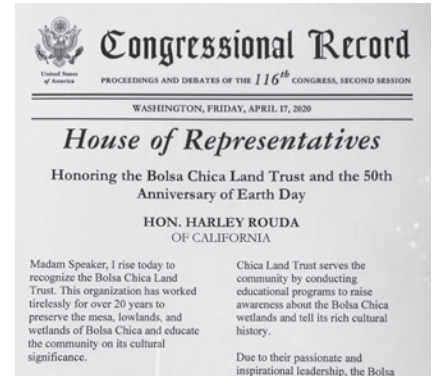 Congressional Record
United States
of America
PROCEEDINGS AND DEBATES OF THE 116th CONGRESS, SECOND SESSION
WASHINGTON, FRIDAY, APRIL 17, 2020
House of Representatives
Honoring the Bolsa Chica Land Trust and the 50th
Anniversary of Earth Day
HON. HARLEY ROUDA
OF CALIFORNIA
Madam Speaker, I rise today to
recognize the Bolsa Chica Land
Trust. This organization has worked
tirelessly for over 20 years to
preserve the mesa, lowlands, and
wetlands of Bolsa Chica and educate
the community on its cultural
significance.
Chica Land Trust serves the
community by conducting
educational programs to raise
awareness about the Bolsa Chica
wetlands and tell its rich cultural
history.
Due to their passionate and
inspirational leadership, the Bolsa